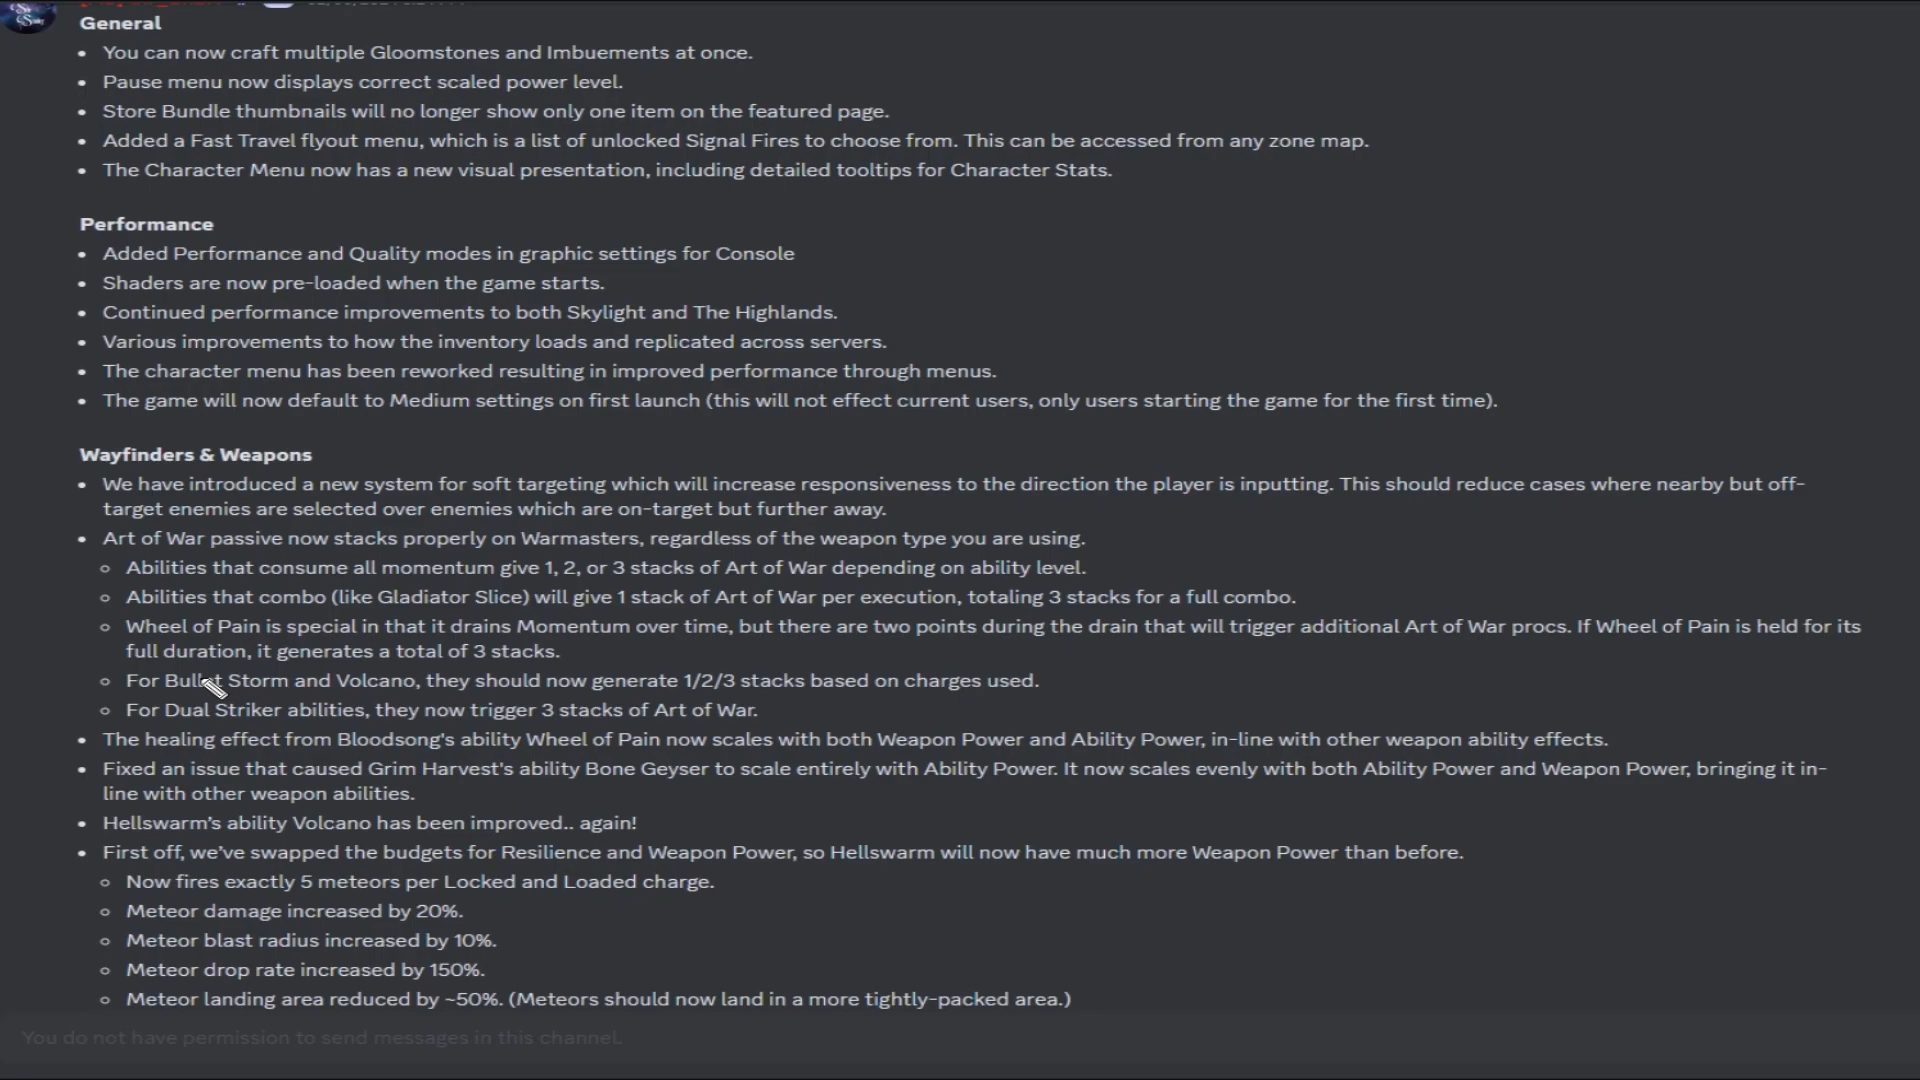 General
• You can now craft multiple Gloomstones and Imbuements at once.
• Pause menu now displays correct scaled power level.
• Store Bundle thumbnails will no longer show only one item on the featured page.
• Added a Fast Travel flyout menu, which is a list of unlocked Signal Fires to choose from. This can be accessed from any zone map.
• The Character Menu now has a new visual presentation, including detailed tooltips for Character Stats.
Performance
• Added Performance and Quality modes in graphic settings for Console
• Shaders are now pre-loaded when the game starts.
• Continued performance improvements to both Skylight and The Highlands.
• Various improvements to how the inventory loads and replicated across servers.
• The character menu has been reworked resulting in improved performance through menus.
• The game will now default to Medium settings on first launch (this will not effect current users, only users starting the game for the first time).
Wayfinders & Weapons
• We have introduced a new system for soft targeting which will increase responsiveness to the direction the player is inputting. This should reduce cases where nearby but off-
target enemies are selected over enemies which are on-target but further away.
• Art of War passive now stacks properly on Warmasters, regardless of the weapon type you are using.
◦ Abilities that consume all momentum give 1, 2, or 3 stacks of Art of War depending on ability level.
◦ Abilities that combo (like Gladiator Slice) will give 1 stack of Art of War per execution, totaling 3 stacks for a full combo.
◦ Wheel of Pain is special in that it drains Momentum over time, but there are two points during the drain that will trigger additional Art of War procs. If Wheel of Pain is held for its
full duration, it generates a total of 3 stacks.
◦ For Bullet Storm and Volcano, they should now generate 1/2/3 stacks based on charges used.
◦ For Dual Striker abilities, they now trigger 3 stacks of Art of War.
• The healing effect from Bloodsong's ability Wheel of Pain now scales with both Weapon Power and Ability Power, in-line with other weapon ability effects.
• Fixed an issue that caused Grim Harvest's ability Bone Geyser to scale entirely with Ability Power. It now scales evenly with both Ability Power and Weapon Power, bringing it in-
line with other weapon abilities.
• Hellswarm’s ability Volcano has been improved.. again!
• First off, we’ve swapped the budgets for Resilience and Weapon Power, so Hellswarm will now have much more Weapon Power than before.
◦ Now fires exactly 5 meteors per Locked and Loaded charge.
◦ Meteor damage increased by 20%.
◦ Meteor blast radius increased by 10%.
◦ Meteor drop rate increased by 150%.
◦ Meteor landing area reduced by ~50%. (Meteors should now land in a more tightly-packed area.)
You do not have permission to send messages in this channel.